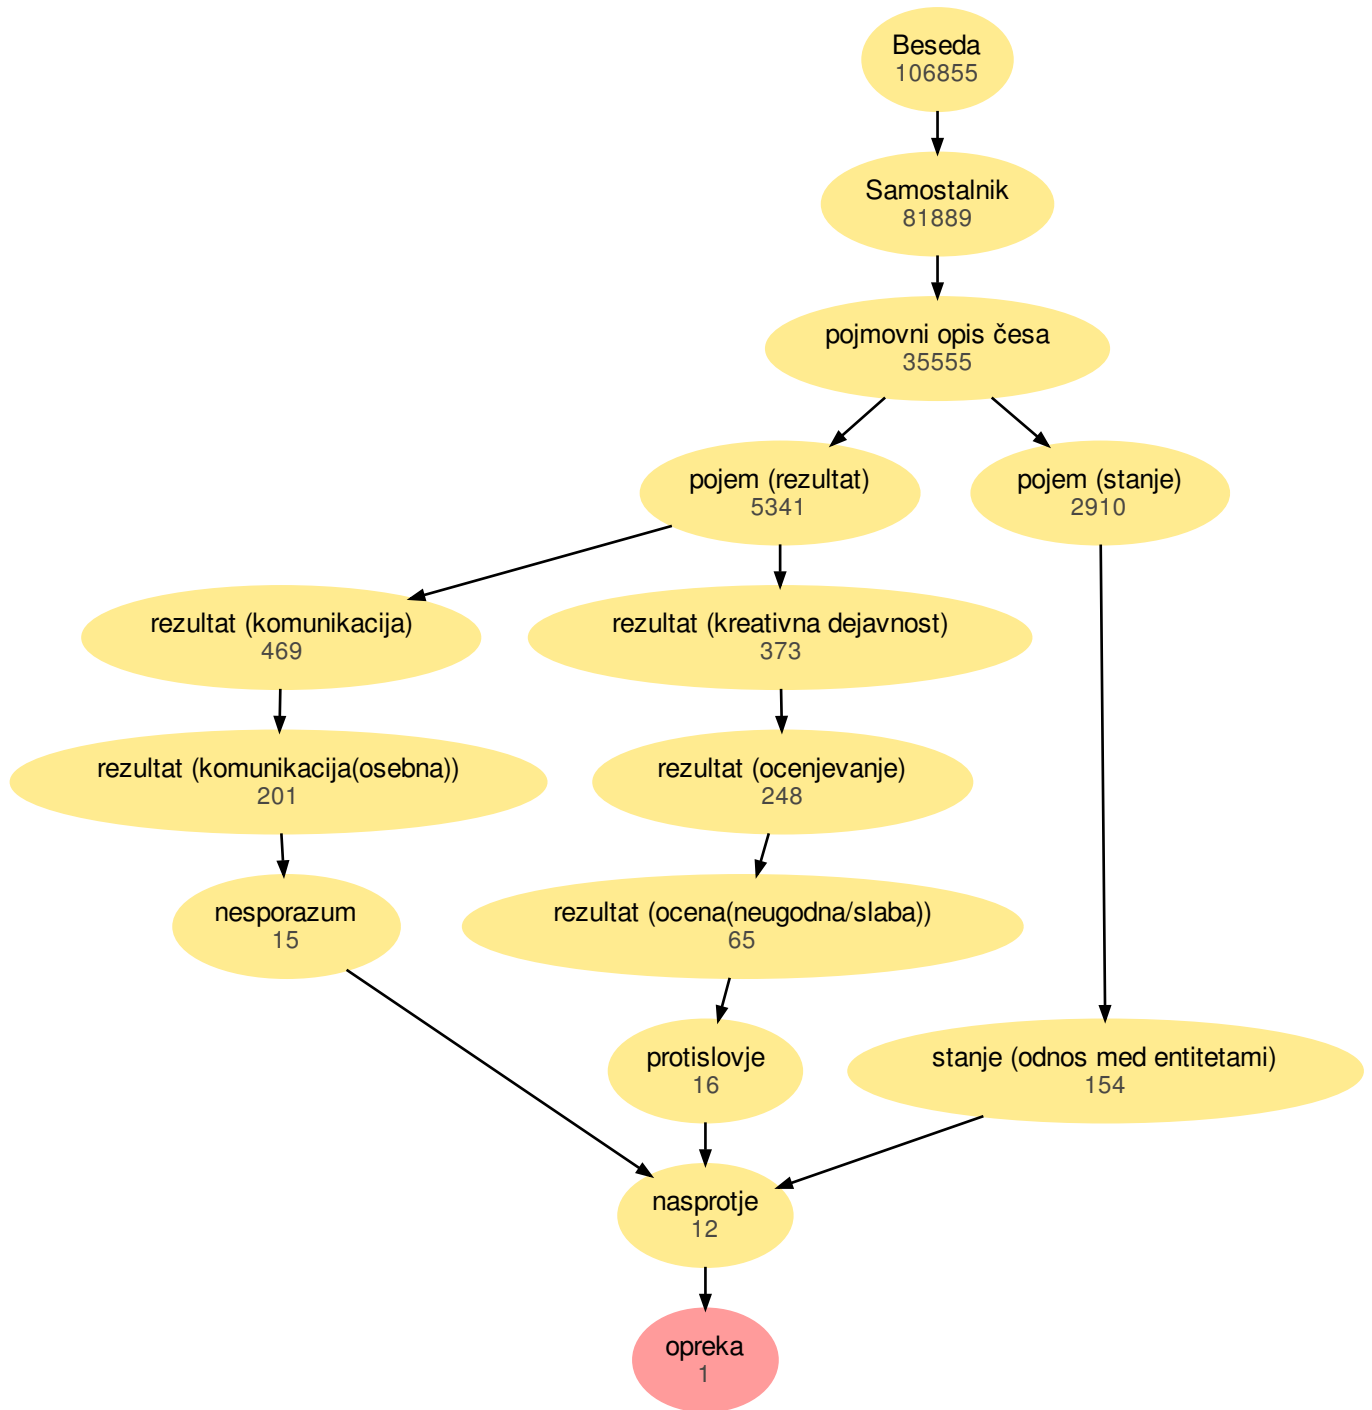 Beseda
106855
Samostalnik
81889
pojmovni opis česa
35555
pojem (rezultat)
5341
pojem (stanje)
2910
rezultat (komunikacija)
469
rezultat (kreativna dejavnost)
373
rezultat (komunikacija(osebna))
201
rezultat (ocenjevanje)
248
nesporazum
15
rezultat (ocena(neugodna/slaba))
65
protislovje
16
stanje (odnos med entitetami)
154
nasprotje
12
opreka
1